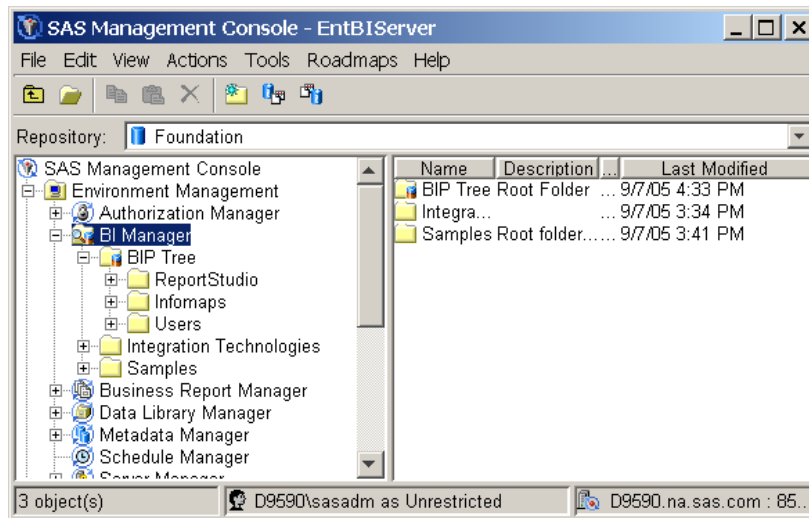 SAS Management Console - EntBIServer
File Edit View Actions Tools Roadmaps Help
Repository: Foundation
SAS Management Console
Environment Management
Authorization Manager
BI Manager
BIP Tree
ReportStudio
Infomaps
Users
Integration Technologies
Samples
Business Report Manager
Data Library Manager
Metadata Manager
Schedule Manager
Server Manager
Name Description ... Last Modified
BIP Tree Root Folder ... 9/7/05 4:33 PM
Integra... ... 9/7/05 3:34 PM
Samples Root folder... ... 9/7/05 3:41 PM
3 object(s) D9590\sasadm as Unrestricted D9590.na.sas.com : 85...